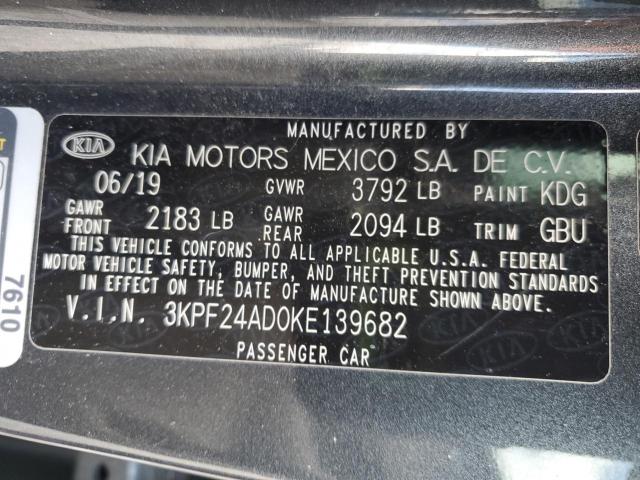 MANUFACTURED BY
KIA KIA MOTORS MEXICO S.A. DE C.V.
06/19 GVWR 3792 LB PAINT KDG
GAWR FRONT 2183 LB GAWR REAR 2094 LB TRIM GBU
THIS VEHICLE CONFORMS TO ALL APPLICABLE U.S.A. FEDERAL
MOTOR VEHICLE SAFETY, BUMPER, AND THEFT PREVENTION STANDARDS
IN EFFECT ON THE DATE OF MANUFACTURE SHOWN ABOVE.
V.I.N. 3KPF24AD0KE139682
PASSENGER CAR
7610